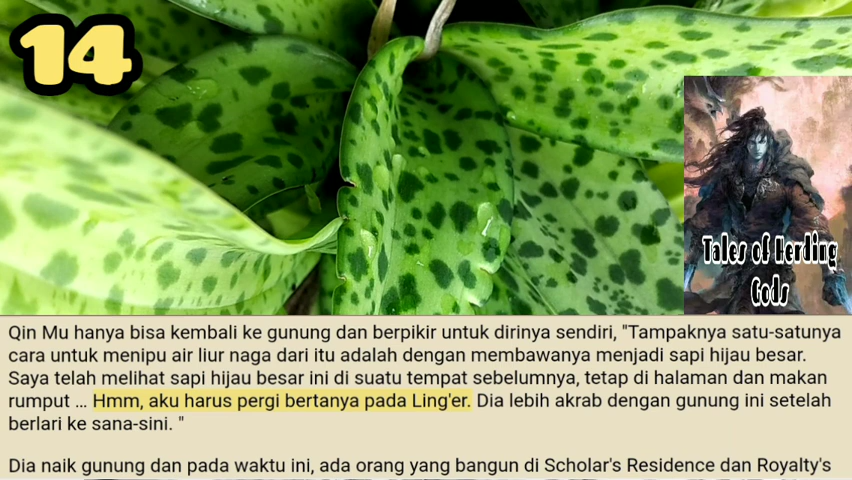 14
Tales of Herding
Gods
Qin Mu hanya bisa kembali ke gunung dan berpikir untuk dirinya sendiri, "Tampaknya satu-satunya
cara untuk menipu air liur naga dari itu adalah dengan membawanya menjadi sapi hijau besar.
Saya telah melihat sapi hijau besar ini di suatu tempat sebelumnya, tetap di halaman dan makan
rumput ... Hmm, aku harus pergi bertanya pada Ling'er. Dia lebih akrab dengan gunung ini setelah
berlari ke sana-sini. "
Dia naik gunung dan pada waktu ini, ada orang yang bangun di Scholar's Residence dan Royalty's